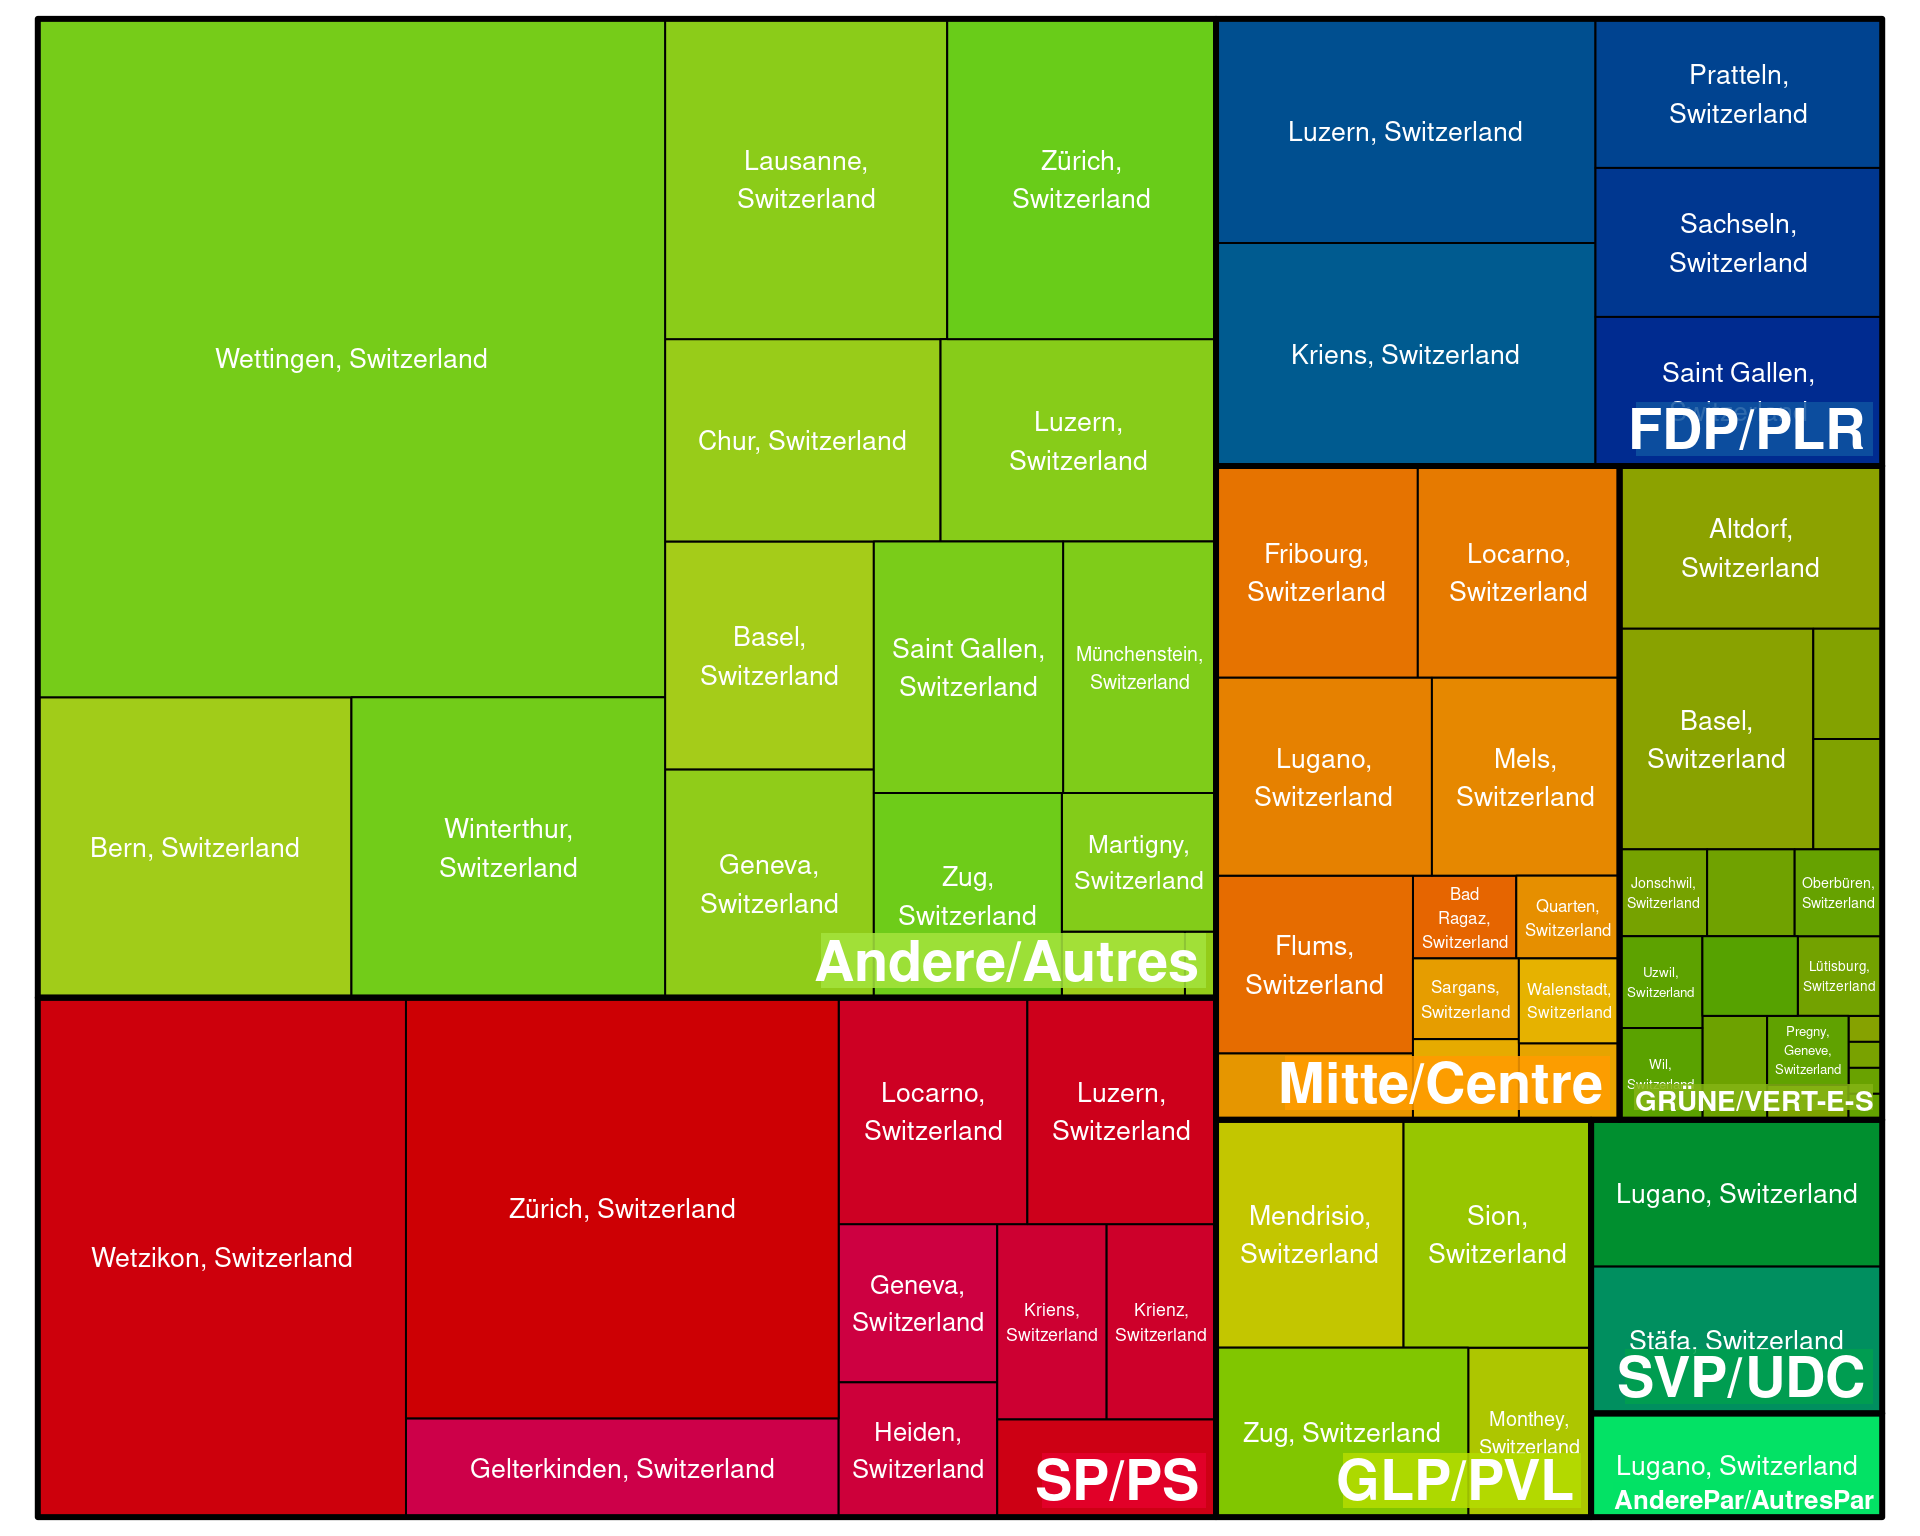 Wettingen, Switzerland
Lausanne,
Switzerland
Zürich,
Switzerland
Chur, Switzerland
Luzern,
Switzerland
Basel,
Switzerland
Saint Gallen,
Switzerland
Münchenstein,
Switzerland
Bern, Switzerland
Winterthur,
Switzerland
Geneva,
Switzerland
Zug,
Switzerland
Martigny,
Switzerland
Andere/Autres
Wetzikon, Switzerland
Zürich, Switzerland
Gelterkinden, Switzerland
Locarno,
Switzerland
Luzern,
Switzerland
Geneva,
Switzerland
Kriens,
Switzerland
Krienz,
Switzerland
Heiden,
Switzerland
SP/PS
Luzern, Switzerland
Kriens, Switzerland
Pratteln,
Switzerland
Sachseln,
Switzerland
Saint Gallen,
Switzerland
FDP/PLR
Fribourg,
Switzerland
Locarno,
Switzerland
Lugano,
Switzerland
Mels,
Switzerland
Flums,
Switzerland
Bad
Ragaz,
Switzerland
Quarten,
Switzerland
Sargans,
Switzerland
Walenstadt,
Switzerland
Mitte/Centre
Altdorf,
Switzerland
Basel,
Switzerland
Jonschwil,
Switzerland
Oberbüren,
Switzerland
Uzwil,
Switzerland
Lütisburg,
Switzerland
Wil,
Switzerland
Pregny,
Geneve,
Switzerland
GRÜNE/VERT-E-S
Mendrisio,
Switzerland
Sion,
Switzerland
Zug, Switzerland
Monthey,
Switzerland
GLP/PVL
Lugano, Switzerland
Stäfa, Switzerland
SVP/UDC
Lugano, Switzerland
AnderePar/AutresPar